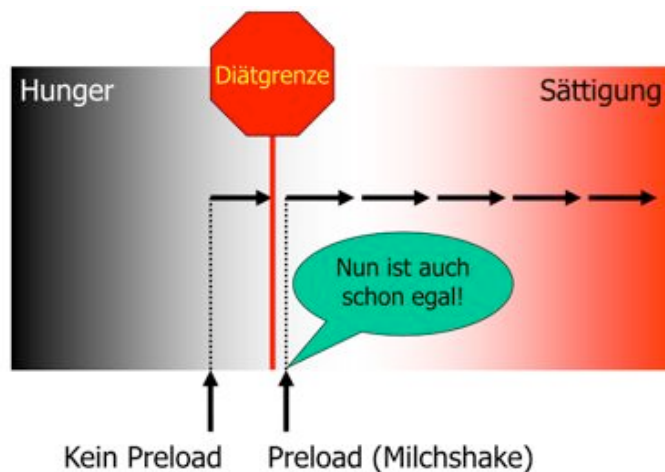 Diätgrenze
Hunger
Sättigung
Nun ist auch
schon egal!
Kein Preload
Preload (Milchshake)